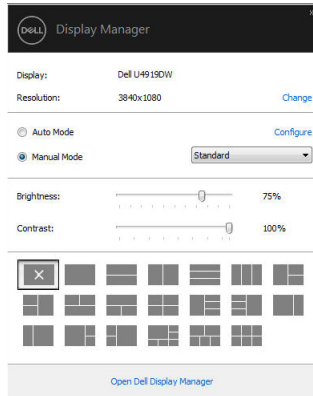 DELL Display Manager
Display: Dell U4919DW
Resolution: 3840x1080 Change
Auto Mode Configure
Manual Mode Standard
Brightness: 75%
Contrast: 100%
Open Dell Display Manager